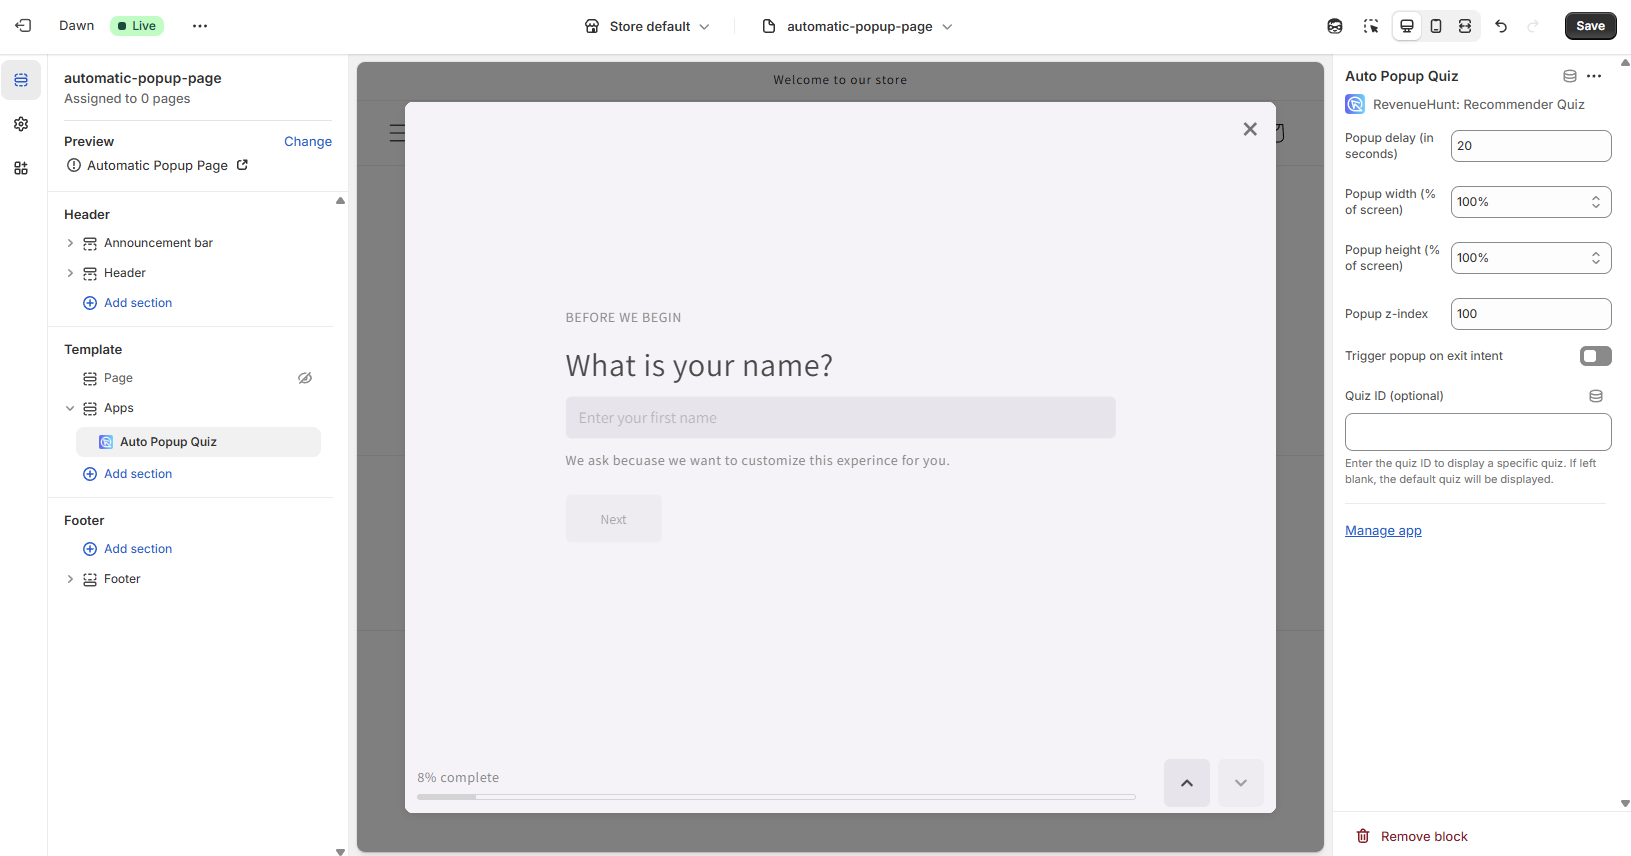 Dawn
Live
Store default
automatic-popup-page
Save
automatic-popup-page
Assigned to 0 pages
Preview
Change
Automatic Popup Page
Header
Announcement bar
Header
Add section
Template
Page
Apps
Auto Popup Quiz
Add section
Footer
Add section
Footer
Welcome to our store
BEFORE WE BEGIN
What is your name?
Enter your first name
We ask becuase we want to customize this experince for you.
Next
8% complete
Auto Popup Quiz
RevenueHunt: Recommender Quiz
Popup delay (in
seconds)
20
Popup width (%
of screen)
100%
Popup height (%
of screen)
100%
Popup z-index
100
Trigger popup on exit intent
Quiz ID (optional)
Enter the quiz ID to display a specific quiz. If left
blank, the default quiz will be displayed.
Manage app
Remove block